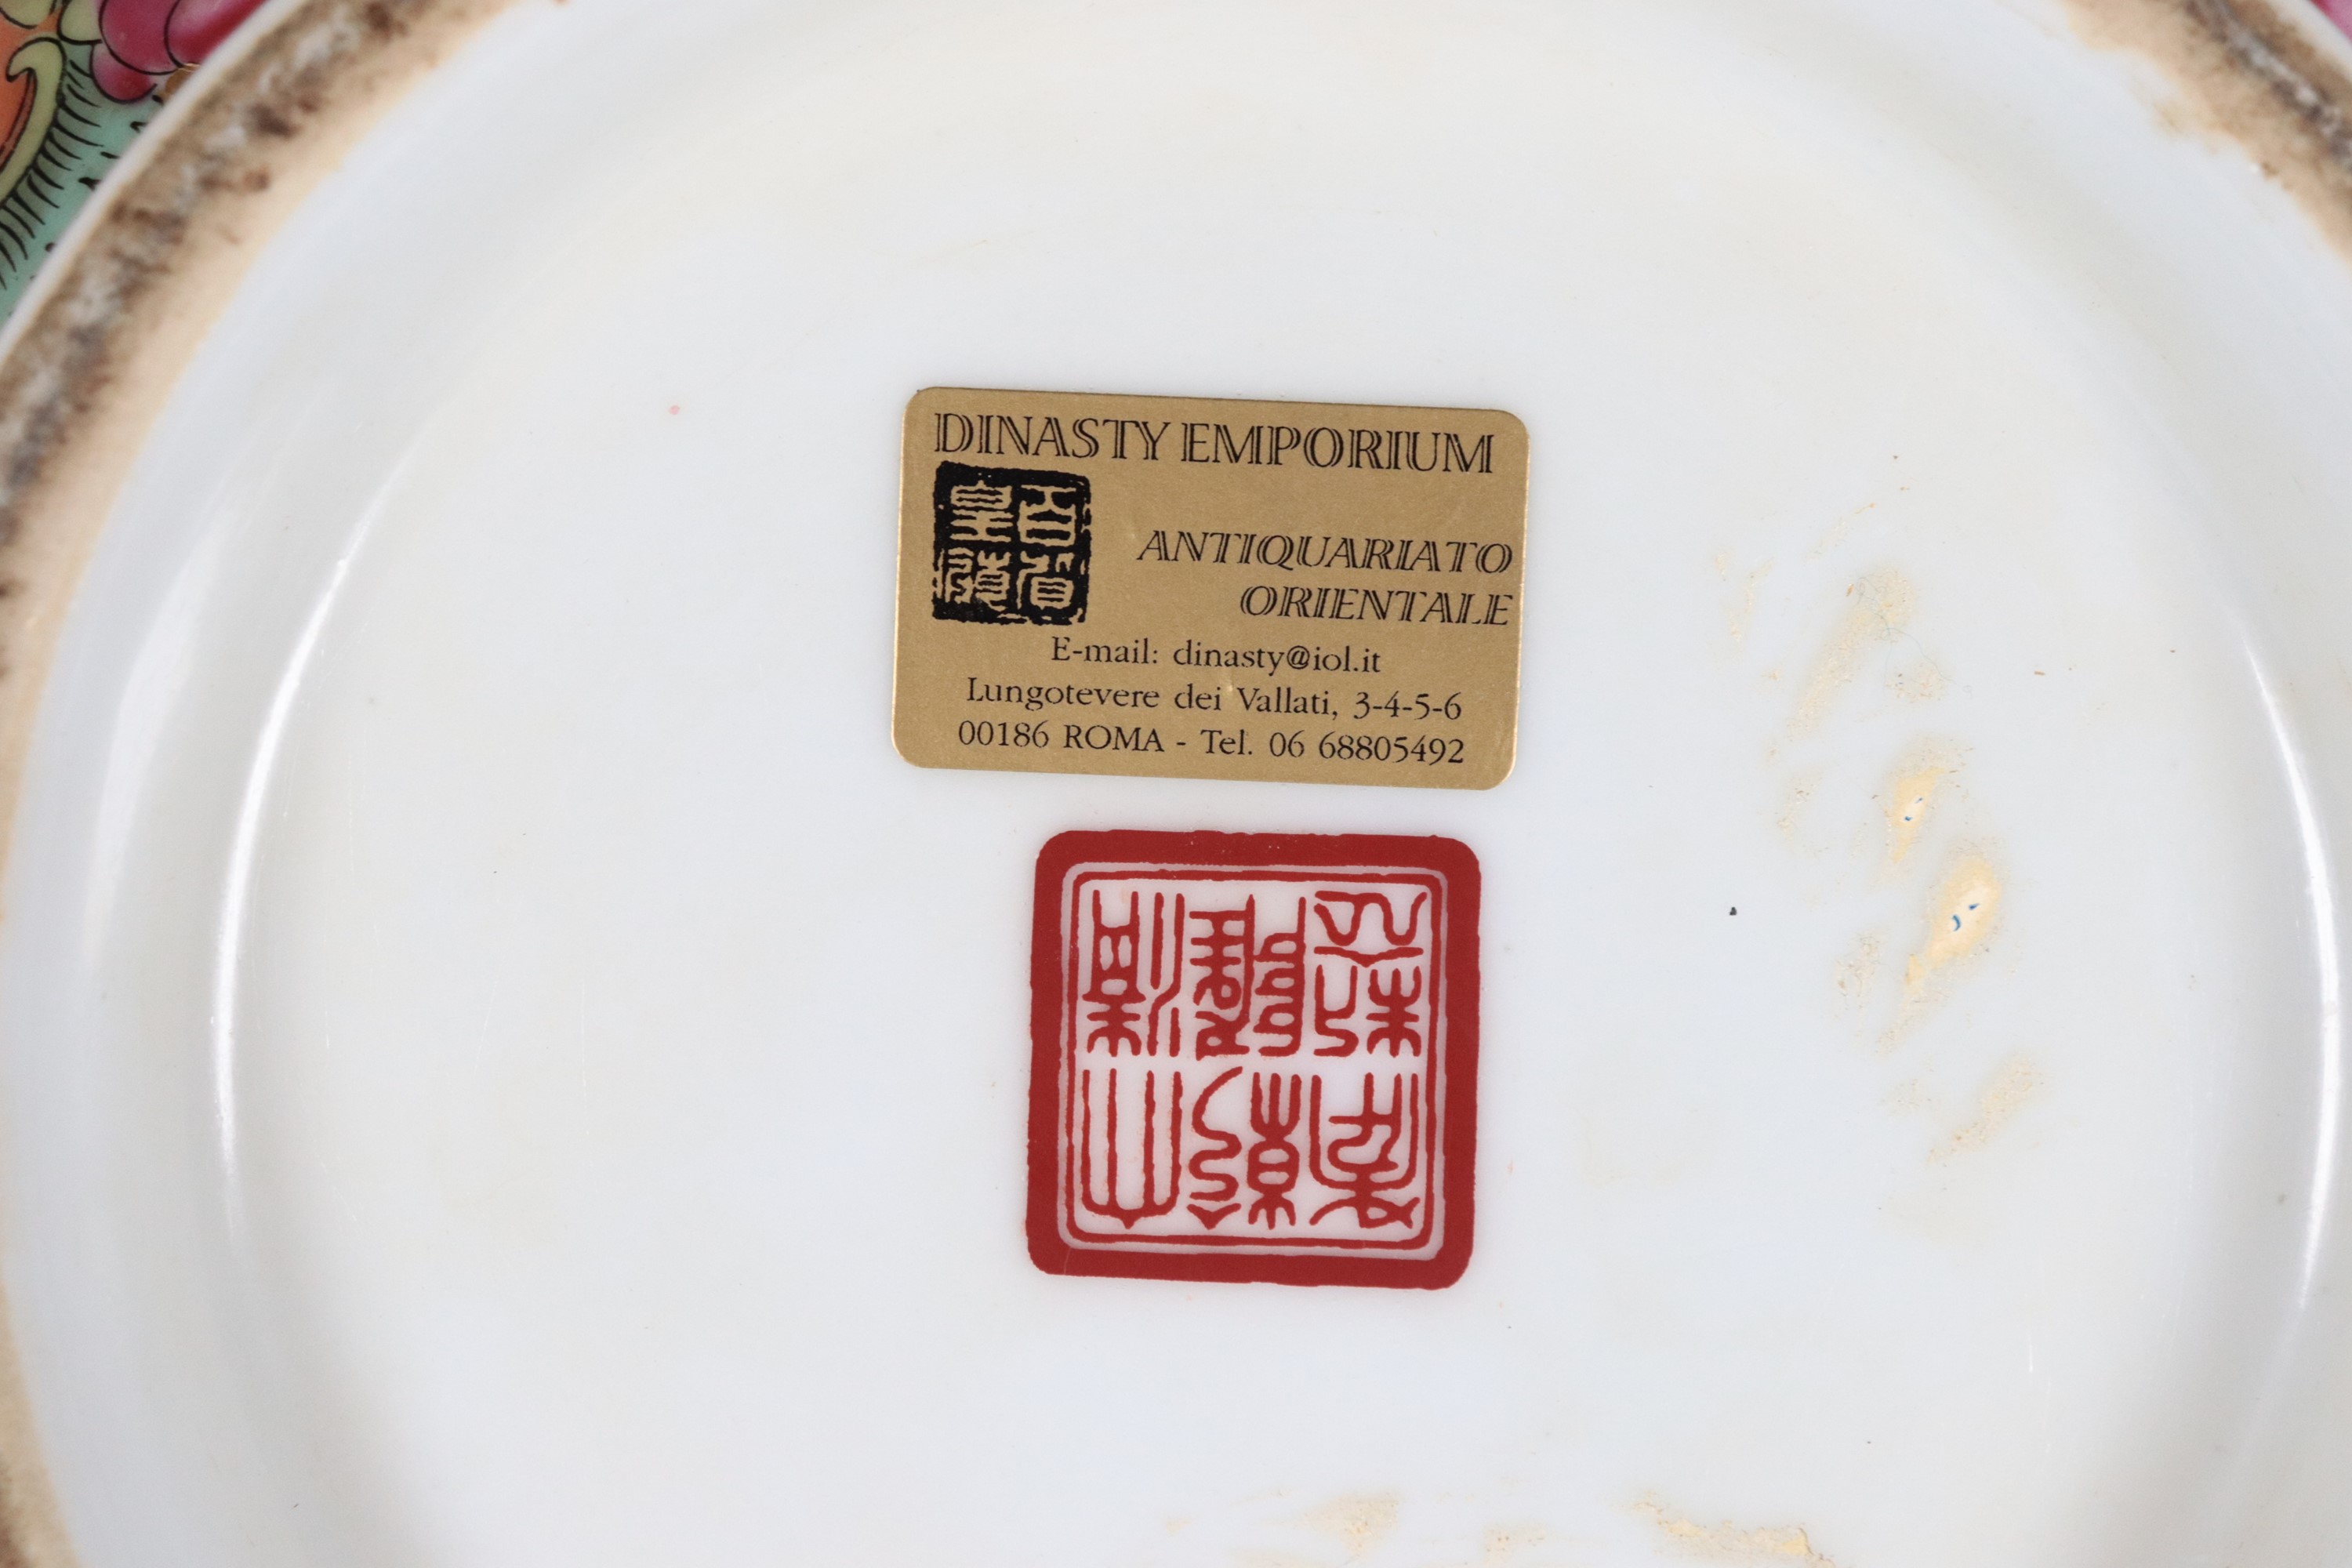 DINASTY EMPORIUM
ANTIQUARIATO
ORIENTALE
E-mail: dinasty@iol.it
Lungotevere dei Vallati, 3-4-5-6
00186 ROMA - Tel. 06 68805492